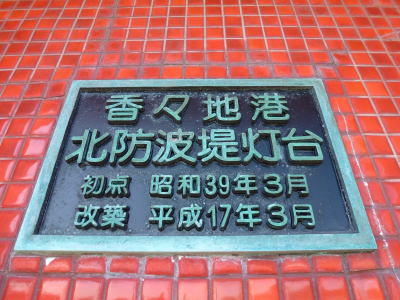 香々地港
北防波堤灯台
初点 昭和39年3月
改築 平成17年3月